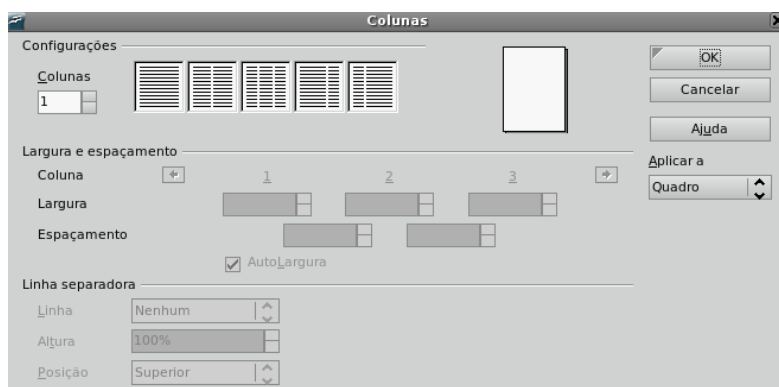 Colunas
Configurações
Colunas
1
OK
Cancelar
Ajuda
Largura e espaçamento
Aplicar a
Coluna 1 2 3
Quadro
Largura
Espaçamento
AutoLargura
Linha separadora
Linha Nenhum
Altura 100%
Posição Superior